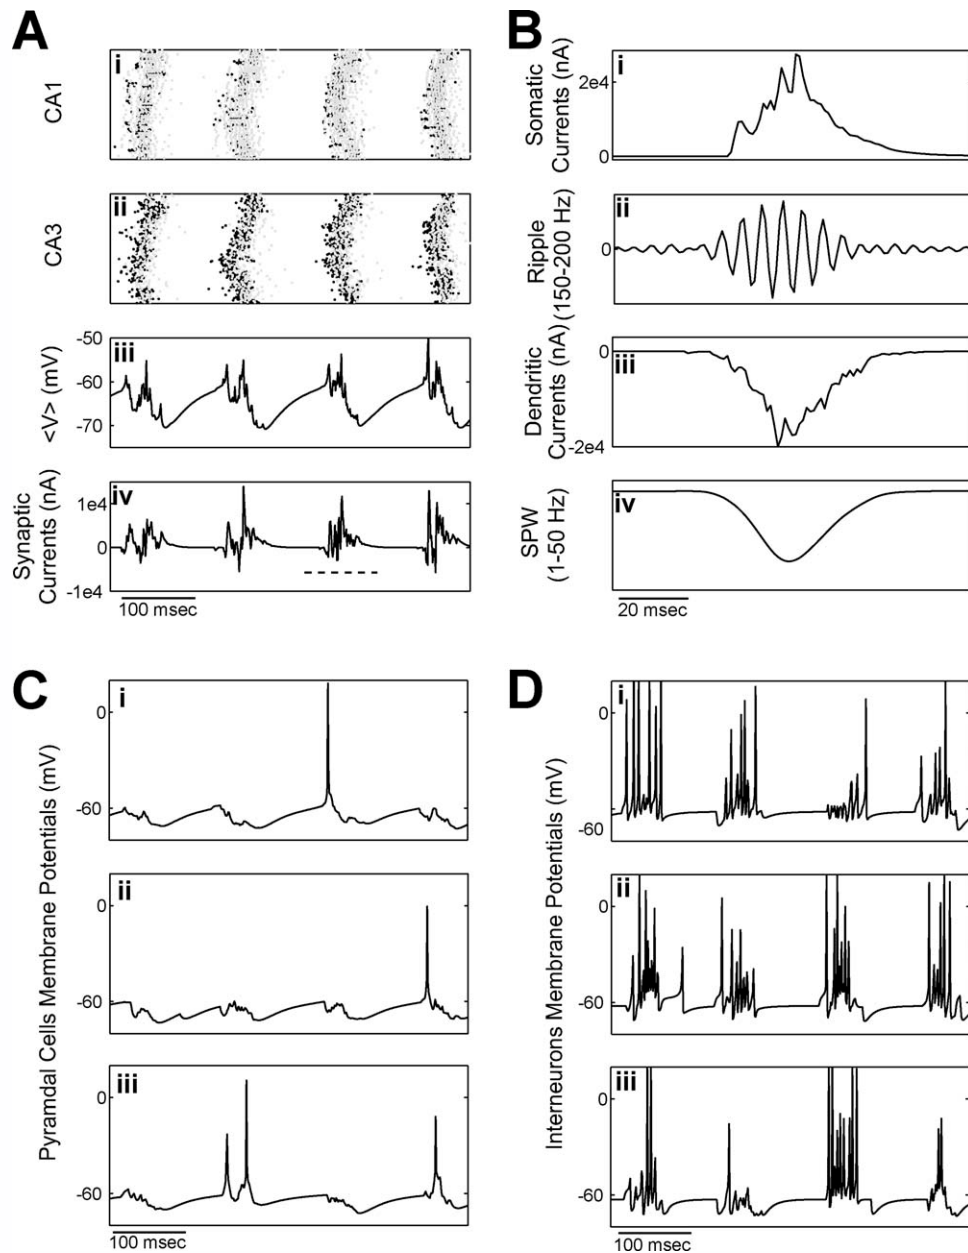 A
i
CA1
ii
CA3
iii
-50
-60
-70
<V> (mV)
iv
1e4
0
-1e4
Synaptic
Currents (nA)
100 msec
B
i
2e4
0
Somatic
Currents (nA)
ii
0
Ripple
(150-200 Hz)
iii
0
-2e4
Dendritic
Currents (nA)
iv
SPW
(1-50 Hz)
20 msec
C
i
0
-60
ii
0
-60
iii
0
-60
Pyramdal Cells Membrane Potentials (mV)
100 msec
D
i
0
-60
ii
0
-60
iii
0
-60
Interneurons Membrane Potentials (mV)
100 msec